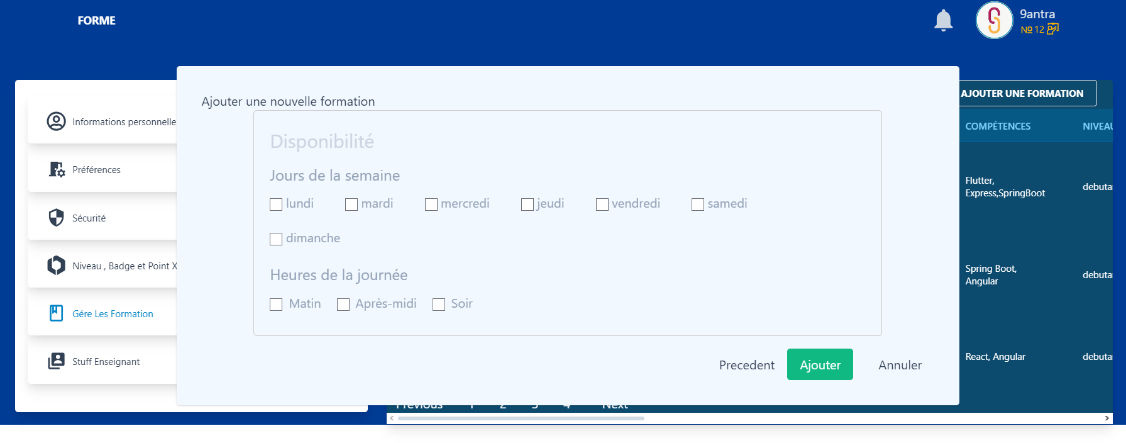 FORME
9antra
Nº 12
Ajouter une nouvelle formation
AJOUTER UNE FORMATION
Informations personnelle
Préférences
Sécurité
Niveau , Badge et Point X
Gére Les Formation
Stuff Enseignant
Disponibilité
Jours de la semaine
lundi mardi mercredi jeudi vendredi samedi
dimanche
Heures de la journée
Matin Après-midi Soir
Precedent Ajouter Annuler
COMPÉTENCES NIVEAU
Flutter, debuta
Express,SpringBoot
Spring Boot, debuta
Angular
React, Angular debuta
Previous 1 2 3 4 Next